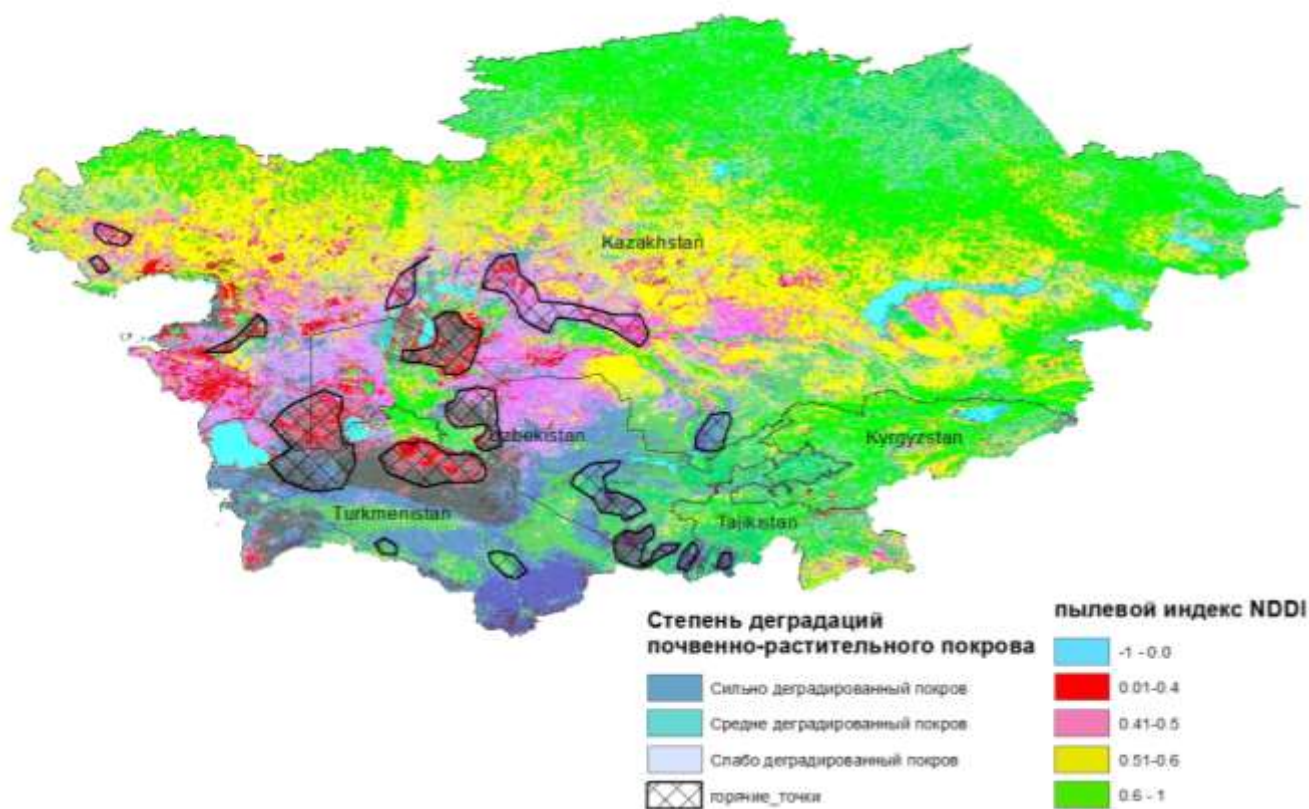 Kazakhstan
Uzbekistan
Kyrgyzstan
Turkmenistan
Tajikistan
Степень деградаций
почвенно-растительного покрова
Сильно деградированный покров
Средне деградированный покров
Слабо деградированный покров
горячие_точки
пылевой индекс NDDI
-1 - 0.0
0.01-0.4
0.41-0.5
0.51-0.6
0.6 - 1